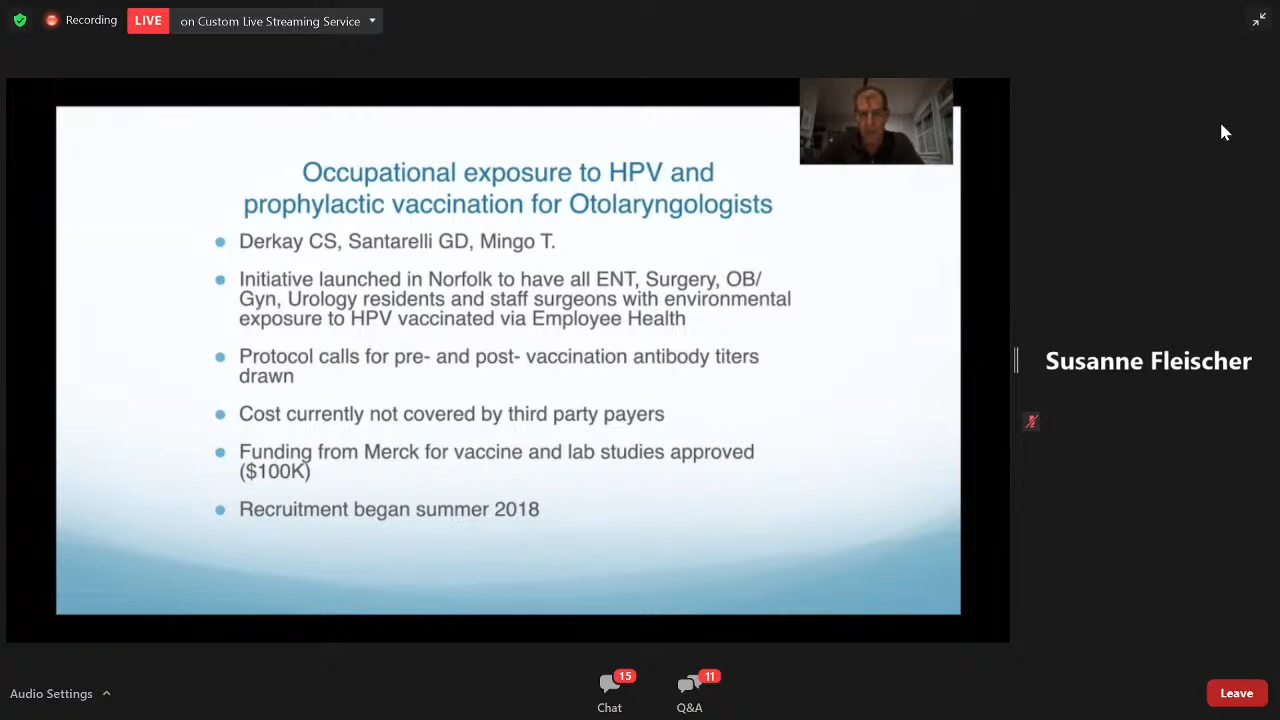 Recording
LIVE
on Custom Live Streaming Service
Occupational exposure to HPV and
prophylactic vaccination for Otolaryngologists
Derkay CS, Santarelli GD, Mingo T.
Initiative launched in Norfolk to have all ENT, Surgery, OB/
Gyn, Urology residents and staff surgeons with environmental
exposure to HPV vaccinated via Employee Health
Protocol calls for pre- and post- vaccination antibody titers
drawn
Cost currently not covered by third party payers
Funding from Merck for vaccine and lab studies approved
($100K)
Recruitment began summer 2018
Susanne Fleischer
Audio Settings
15
Chat
11
Q&A
Leave